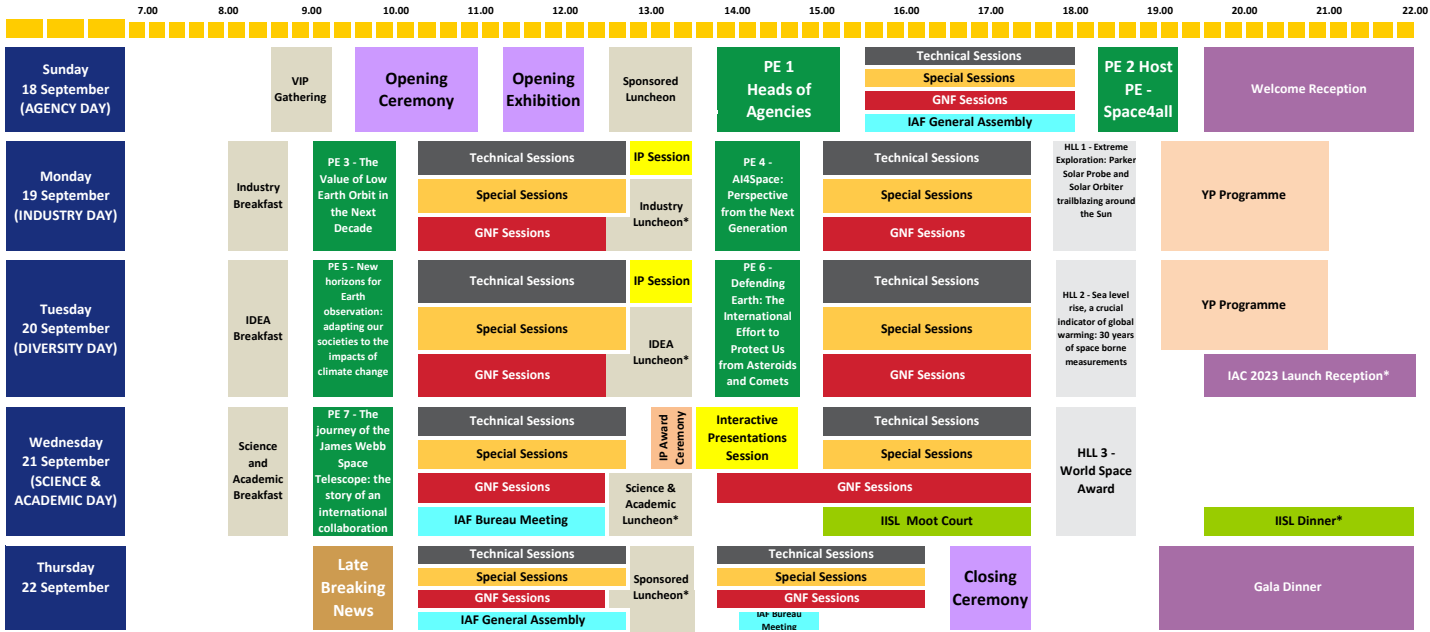 7.00 8.00 9.00 10.00 11.00 12.00 13.00 14.00 15.00 16.00 17.00 18.00 19.00 20.00 21.00 22.00
Sunday
18 September
(AGENCY DAY)
VIP
Gathering
Opening
Ceremony
Opening
Exhibition
Sponsored
Luncheon
PE 1
Heads of
Agencies
Technical Sessions
Special Sessions
GNF Sessions
IAF General Assembly
PE 2 Host
PE -
Space4all
Welcome Reception
Monday
19 September
(INDUSTRY DAY)
Industry
Breakfast
PE 3 - The
Value of Low
Earth Orbit in
the Next
Decade
Technical Sessions
Special Sessions
GNF Sessions
IP Session
Industry
Luncheon*
PE 4 -
AI4Space:
Perspective
from the Next
Generation
Technical Sessions
Special Sessions
GNF Sessions
HLL 1 - Extreme
Exploration: Parker
Solar Probe and
Solar Orbiter
trailblazing around
the Sun
YP Programme
Tuesday
20 September
(DIVERSITY DAY)
IDEA
Breakfast
PE 5 - New
horizons for
Earth
observation:
adapting our
societies to the
impacts of
climate change
Technical Sessions
Special Sessions
GNF Sessions
IP Session
IDEA
Luncheon*
PE 6 -
Defending
Earth: The
International
Effort to
Protect Us
from Asteroids
and Comets
Technical Sessions
Special Sessions
GNF Sessions
HLL 2 - Sea level
rise, a crucial
indicator of global
warming: 30 years
of space borne
measurements
YP Programme
IAC 2023 Launch Reception*
Wednesday
21 September
(SCIENCE &
ACADEMIC DAY)
Science
and
Academic
Breakfast
PE 7 - The
journey of the
James Webb
Space
Telescope: the
story of an
international
collaboration
Technical Sessions
Special Sessions
GNF Sessions
IAF Bureau Meeting
IP Award
Ceremony
Science &
Academic
Luncheon*
Interactive
Presentations
Session
Technical Sessions
Special Sessions
GNF Sessions
IISL Moot Court
HLL 3 -
World Space
Award
IISL Dinner*
Thursday
22 September
Late
Breaking
News
Technical Sessions
Special Sessions
GNF Sessions
IAF General Assembly
Sponsored
Luncheon*
Technical Sessions
Special Sessions
GNF Sessions
IAF Bureau
Meeting
Closing
Ceremony
Gala Dinner